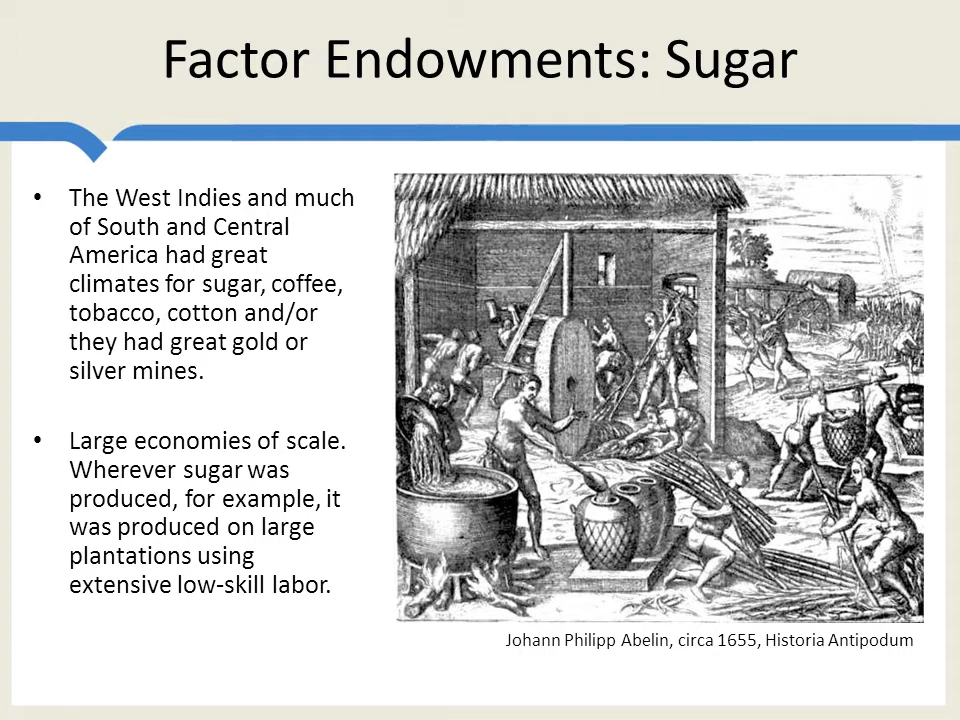 Factor Endowments: Sugar
• The West Indies and much
of South and Central
America had great
climates for sugar, coffee,
tobacco, cotton and/or
they had great gold or
silver mines.
• Large economies of scale.
Wherever sugar was
produced, for example, it
was produced on large
plantations using
extensive low-skill labor.
Johann Philipp Abelin, circa 1655, Historia Antipodum